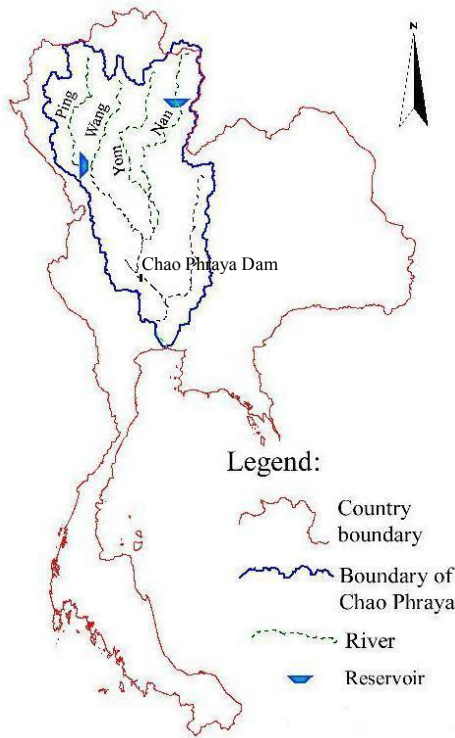 N
Ping
Wang
Yom
Nan
Chao Phraya Dam
Legend:
Country
boundary
Boundary of
Chao Phraya
River
Reservoir